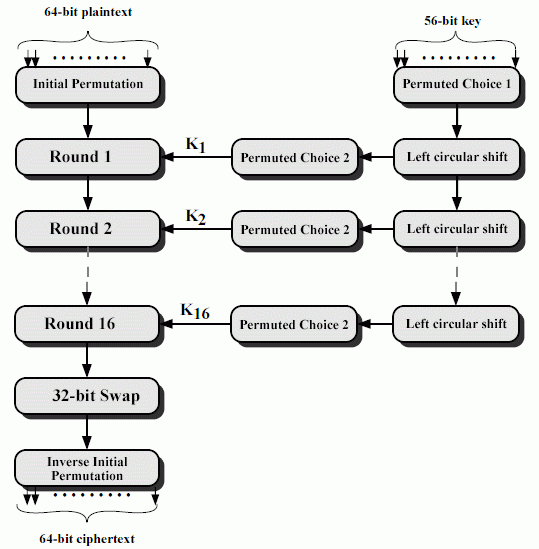 64-bit plaintext
56-bit key
Initial Permutation
Permuted Choice 1
Round 1
K1
Permuted Choice 2
Left circular shift
Round 2
K2
Permuted Choice 2
Left circular shift
Round 16
K16
Permuted Choice 2
Left circular shift
32-bit Swap
Inverse Initial
Permutation
64-bit ciphertext